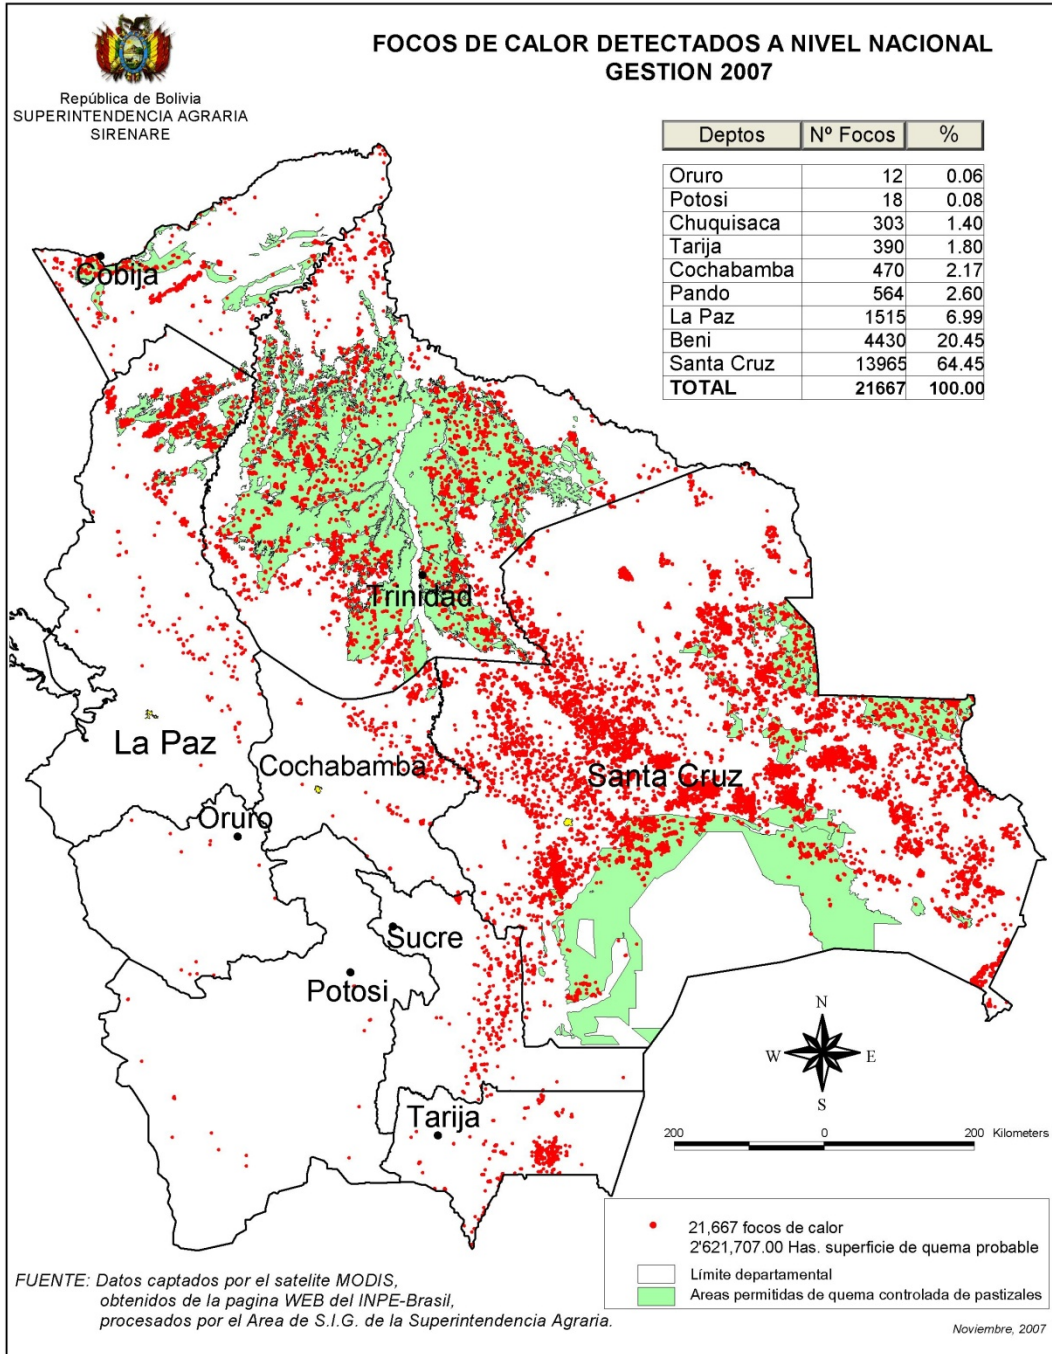 República de Bolivia
SUPERINTENDENCIA AGRARIA
SIRENARE
FOCOS DE CALOR DETECTADOS A NIVEL NACIONAL
GESTION 2007
Deptos Nº Focos %
Oruro 12 0.06
Potosi 18 0.08
Chuquisaca 303 1.40
Tarija 390 1.80
Cochabamba 470 2.17
Pando 564 2.60
La Paz 1515 6.99
Beni 4430 20.45
Santa Cruz 13965 64.45
TOTAL 21667 100.00
Cobija
Trinidad
La Paz
Cochabamba
Santa Cruz
Oruro
Sucre
Potosi
Tarija
N
W E
S
200 0 200 Kilometers
21,667 focos de calor
2'621,707.00 Has. superficie de quema probable
Límite departamental
Areas permitidas de quema controlada de pastizales
FUENTE: Datos captados por el satelite MODIS,
obtenidos de la pagina WEB del INPE-Brasil,
procesados por el Area de S.I.G. de la Superintendencia Agraria.
Noviembre, 2007